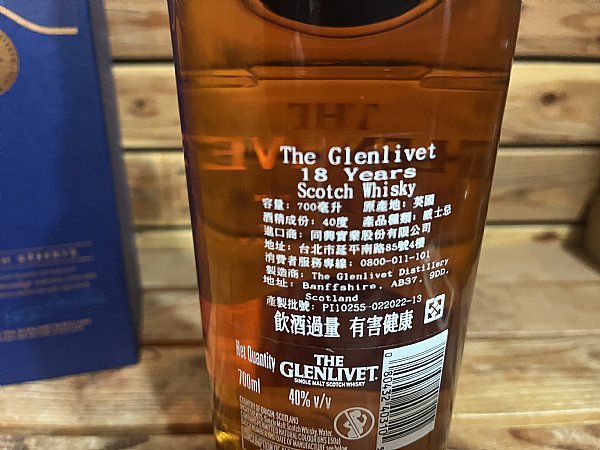 The Glenlivet
18 Years
Scotch Whisky
容量: 700毫升 原產地: 英國
酒精成份: 40度 產品種類: 威士忌
進口商: 同興實業股份有限公司
地址: 台北市延平南路85號4樓
消費者服務專線: 0800-011-101
製造商: The Glenlivet Distillery
地址: Banffshire, AB37, 9DD,
Scotland
產製批號: PI10255-022022-13
飲酒過量 有害健康
Net Quantity
700ml
THE
GLENLIVET
SINGLE MALT SCOTCH WHISKY
40% v/v
COUNTRY OF ORIGIN: SCOTLAND